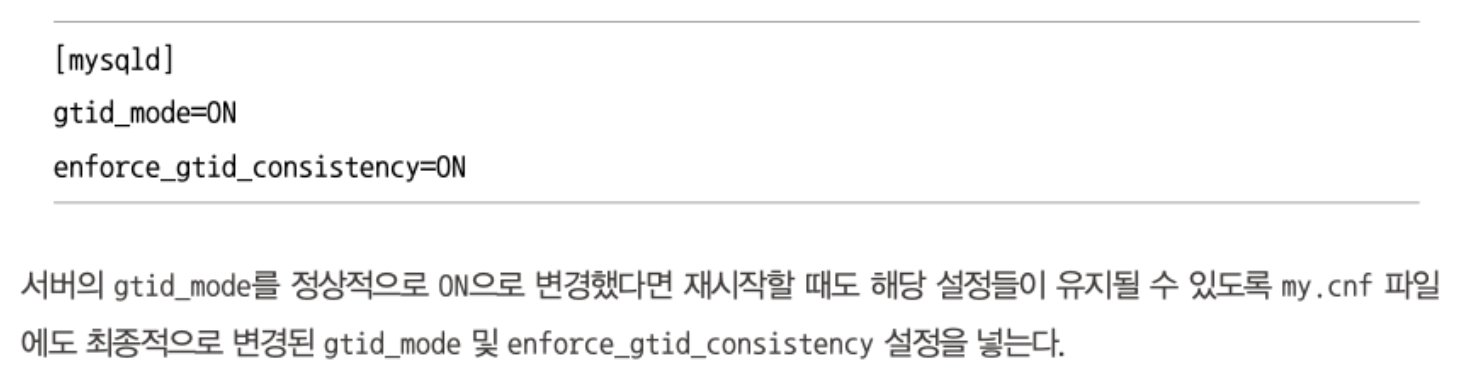 [mysqld]
gtid_mode=ON
enforce_gtid_consistency=ON
서버의 gtid_mode를 정상적으로 ON으로 변경했다면 재시작할 때도 해당 설정들이 유지될 수 있도록 my.cnf 파일
에도 최종적으로 변경된 gtid_mode 및 enforce_gtid_consistency 설정을 넣는다.